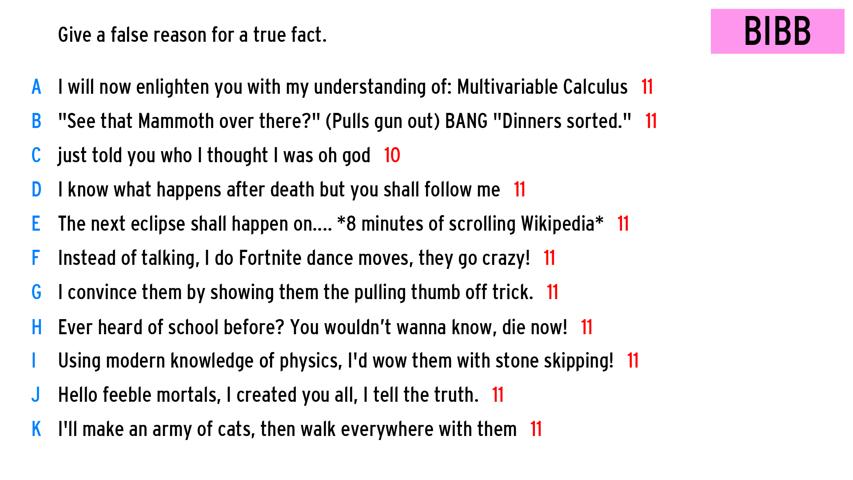 Give a false reason for a true fact.
BIBB
A I will now enlighten you with my understanding of: Multivariable Calculus 11
B "See that Mammoth over there?" (Pulls gun out) BANG "Dinners sorted." 11
C just told you who I thought I was oh god 10
D I know what happens after death but you shall follow me 11
E The next eclipse shall happen on.... *8 minutes of scrolling Wikipedia* 11
F Instead of talking, I do Fortnite dance moves, they go crazy! 11
G I convince them by showing them the pulling thumb off trick. 11
H Ever heard of school before? You wouldn’t wanna know, die now! 11
I Using modern knowledge of physics, I'd wow them with stone skipping! 11
J Hello feeble mortals, I created you all, I tell the truth. 11
K I'll make an army of cats, then walk everywhere with them 11